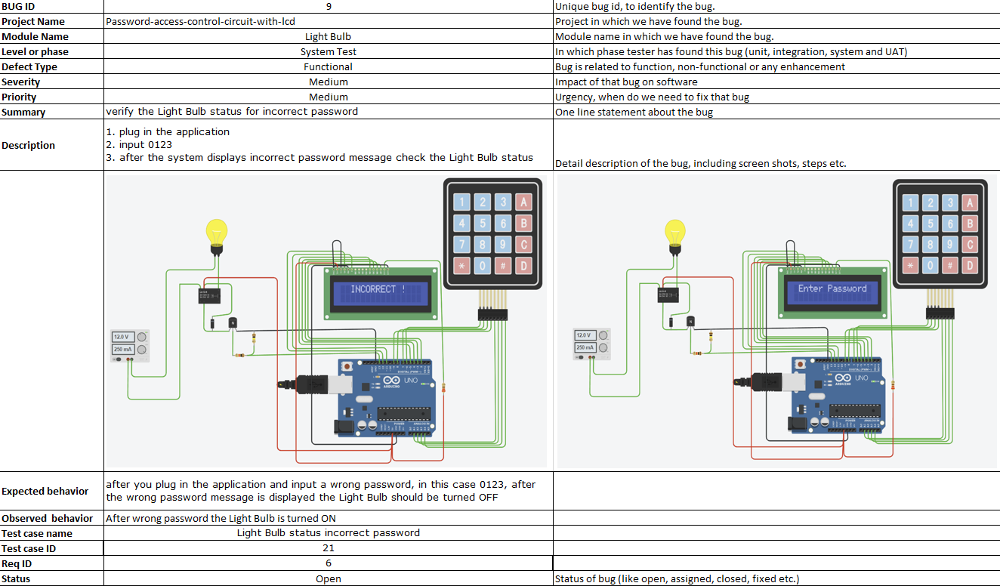 BUG ID 9 Unique bug id, to identify the bug.
Project Name Password-access-control-circuit-with-lcd Project in which we have found the bug.
Module Name Light Bulb Module name in which we have found the bug.
Level or phase System Test In which phase tester has found this bug (unit, integration, system and UAT)
Defect Type Functional Bug is related to function, non-functional or any enhancement
Severity Medium Impact of that bug on software
Priority Medium Urgency, when do we need to fix that bug
Summary verify the Light Bulb status for incorrect password One line statement about the bug
Description
1. plug in the application
2. input 0123
3. after the system displays incorrect password message check the Light Bulb status
Detail description of the bug, including screen shots, steps etc.
1 2 3 A
4 5 6 B
7 8 9 C
* 0 # D
INCORRECT !
12.0 V
250 mA
DIGITAL (PWM~)
UNO
ARDUINO
POWER
ANALOG IN
1 2 3 A
4 5 6 B
7 8 9 C
* 0 # D
Enter Password
12.0 V
250 mA
DIGITAL (PWM~)
UNO
ARDUINO
POWER
ANALOG IN
Expected behavior
after you plug in the application and input a wrong password, in this case 0123, after
the wrong password message is displayed the Light Bulb should be turned OFF
Observed behavior After wrong password the Light Bulb is turned ON
Test case name Light Bulb status incorrect password
Test case ID 21
Req ID 6
Status Open Status of bug (like open, assigned, closed, fixed etc.)